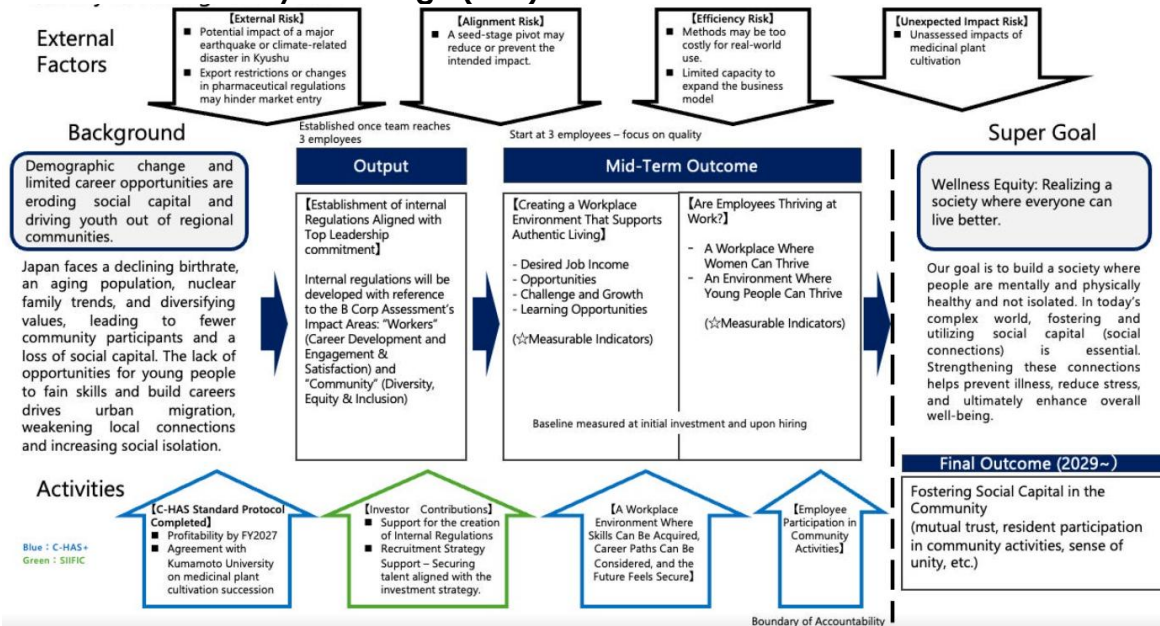 External
Factors
【External Risk】
■ Potential impact of a major
earthquake or climate-related
disaster in Kyushu
■ Export restrictions or changes
in pharmaceutical regulations
may hinder market entry
【Alignment Risk】
■ A seed-stage pivot may
reduce or prevent the
intended impact.
【Efficiency Risk】
■ Methods may be too
costly for real-world
use.
■ Limited capacity to
expand the business
model
【Unexpected Impact Risk】
■ Unassessed impacts of
medicinal plant
cultivation
Background
Demographic change and
limited career opportunities are
eroding social capital and
driving youth out of regional
communities.
Japan faces a declining birthrate,
an aging population, nuclear
family trends, and diversifying
values, leading to fewer
community participants and a
loss of social capital. The lack of
opportunities for young people
to fain skills and build careers
drives urban migration,
weakening local connections
and increasing social isolation.
Established once team reaches
3 employees
Output
【Establishment of internal
Regulations Aligned with
Top Leadership
commitment】
Internal regulations will be
developed with reference
to the B Corp Assessment's
Impact Areas: "Workers"
(Career Development and
Engagement &
Satisfaction) and
"Community" (Diversity,
Equity & Inclusion)
Start at 3 employees – focus on quality
Mid-Term Outcome
【Creating a Workplace
Environment That Supports
Authentic Living】
- Desired Job Income
- Opportunities
- Challenge and Growth
- Learning Opportunities
(☆Measurable Indicators)
【Are Employees Thriving at
Work?】
- A Workplace Where
Women Can Thrive
- An Environment Where
Young People Can Thrive
(☆Measurable Indicators)
Baseline measured at initial investment and upon hiring
Super Goal
Wellness Equity: Realizing a
society where everyone can
live better.
Our goal is to build a society where
people are mentally and physically
healthy and not isolated. In today's
complex world, fostering and
utilizing social capital (social
connections) is essential.
Strengthening these connections
helps prevent illness, reduce stress,
and ultimately enhance overall
well-being.
Final Outcome (2029~)
Fostering Social Capital in the
Community
(mutual trust, resident participation
in community activities, sense of
unity, etc.)
Activities
Blue：C-HAS+
Green：SIIFIC
【C-HAS Standard Protocol
Completed】
■ Profitability by FY2027
■ Agreement with
Kumamoto University
on medicinal plant
cultivation succession
【Investor Contributions】
■ Support for the creation
of Internal Regulations
■ Recruitment Strategy
Support – Securing
talent aligned with the
investment strategy.
【A Workplace
Environment Where
Skills Can Be Acquired,
Career Paths Can Be
Considered, and the
Future Feels Secure】
【Employee
Participation in
Community
Activities】
Boundary of Accountability